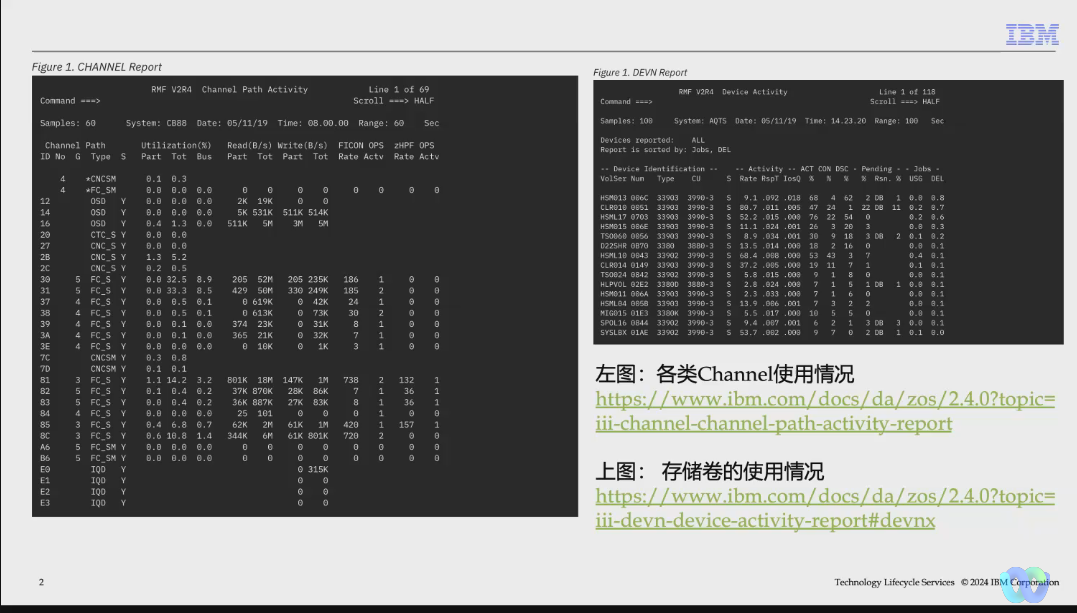 IBM
Figure 1. CHANNEL Report
RMF V2R4 Channel Path Activity Line 1 of 69
Command ===> Scroll ===> HALF
Samples: 60 System: CB88 Date: 05/11/19 Time: 08.00.00 Range: 60 Sec
Channel Path Utilization(%) Read(B/s) Write(B/s) FICON OPS zHPF OPS
ID No G Type S Part Tot Bus Part Tot Part Tot Rate Actv Rate Actv
4 *CNCSM 0.1 0.3
4 *FC_SM 0.0 0.0 0.0 0 0 0 0 0 0 0 0
12 OSD Y 0.0 0.0 0.0 2K 19K 0 0
14 OSD Y 0.0 0.0 0.0 5K 531K 511K 514K
16 OSD Y 0.4 1.3 0.0 511K 5M 3M 5M
20 CTC_S Y 0.0 0.0
27 CNC_S Y 0.0 0.0
2B CNC_S Y 1.3 5.2
2C CNC_S Y 0.2 0.5
30 5 FC_S Y 0.0 32.5 8.9 205 52M 205 235K 186 1 0 0
31 5 FC_S Y 0.0 33.3 8.5 429 50M 330 249K 185 2 0 0
37 4 FC_S Y 0.0 0.5 0.1 0 619K 0 42K 24 1 0 0
38 4 FC_S Y 0.0 0.5 0.1 0 613K 0 73K 30 2 0 0
39 4 FC_S Y 0.0 0.1 0.0 374 23K 0 31K 8 1 0 0
3A 4 FC_S Y 0.0 0.1 0.0 365 21K 0 32K 7 1 0 0
3E 4 FC_S Y 0.0 0.0 0.0 0 10K 0 1K 3 1 0 0
7C CNCSM Y 0.3 0.8
7D CNCSM Y 0.1 0.1
81 3 FC_S Y 1.1 14.2 3.2 801K 18M 147K 1M 738 2 132 1
82 5 FC_S Y 0.1 0.4 0.2 37K 870K 28K 86K 7 1 36 1
83 5 FC_S Y 0.0 0.4 0.2 36K 887K 27K 83K 8 1 36 1
84 4 FC_S Y 0.0 0.0 0.0 25 101 0 0 0 1 0 0
85 3 FC_S Y 0.4 6.8 0.7 62K 2M 61K 1M 420 1 157 1
8C 3 FC_S Y 0.6 10.8 1.4 344K 6M 61K 801K 720 2 0 0
A6 5 FC_SM Y 0.0 0.0 0.0 0 0 0 0 0 0 0 0
B6 5 FC_SM Y 0.0 0.0 0.0 0 0 0 0 0 0 0 0
E0 IQD Y 0 315K
E1 IQD Y 0 0
E2 IQD Y 0 0
E3 IQD Y 0 0
Figure 1. DEVN Report
RMF V2R4 Device Activity Line 1 of 118
Command ===> Scroll ===> HALF
Samples: 100 System: AQTS Date: 05/11/19 Time: 14.23.20 Range: 100 Sec
Devices reported: ALL
Report is sorted by: Jobs, DEL
-- Device Identification -- -- Activity -- ACT CON DSC - Pending - - Jobs -
VolSer Num Type CU S Rate RspT IosQ % % % % Rsn. % USG DEL
HSM013 006C 33903 3990-3 S 9.1 .092 .018 68 4 62 2 DB 1 0.0 0.8
CLR010 0051 33903 3990-3 S 80.7 .011 .005 47 24 1 22 DB 11 0.2 0.7
HSML17 0703 33903 3990-3 S 52.2 .015 .000 76 22 54 0 0.2 0.6
HSM015 006E 33903 3990-3 S 11.1 .024 .002 26 3 20 3 0.0 0.3
TSO060 0056 33903 3990-3 S 8.9 .034 .001 30 9 18 3 DB 2 0.1 0.2
D225HR 0070 3380 3880-3 S 13.5 .014 .000 18 2 16 0 0.0 0.1
HSML10 0043 33902 3990-3 S 68.4 .008 .000 53 43 3 7 0.4 0.1
CLR014 0149 33903 3990-3 S 37.2 .005 .000 19 11 7 1 0.1 0.1
TSO024 0842 33902 3990-3 S 5.8 .015 .000 9 1 8 0 0.0 0.1
HLPVOL 02E2 3380D 3880-3 S 2.8 .024 .000 7 1 5 1 DB 1 0.0 0.1
HSM011 006A 33903 3990-3 S 2.3 .033 .000 7 1 6 0 0.0 0.1
HSML04 005B 33903 3990-3 S 13.9 .006 .001 7 3 2 2 0.0 0.1
MIG015 01E3 3380K 3990-3 S 5.5 .017 .000 10 5 5 0 0.0 0.1
SPOL16 0844 33902 3990-3 S 9.4 .007 .001 6 2 1 3 DB 3 0.0 0.1
SYSLBX 01AE 33903 3990-3 S 53.7 .002 .000 9 7 0 2 DB 1 0.1 0.0
左图：各类Channel使用情况
https://www.ibm.com/docs/da/zos/2.4.0?topic=
iii-channel-channel-path-activity-report
上图： 存储卷的使用情况
https://www.ibm.com/docs/da/zos/2.4.0?topic=
iii-devn-device-activity-report#devnx
2
Technology Lifecycle Services © 2024 IBM Corporation